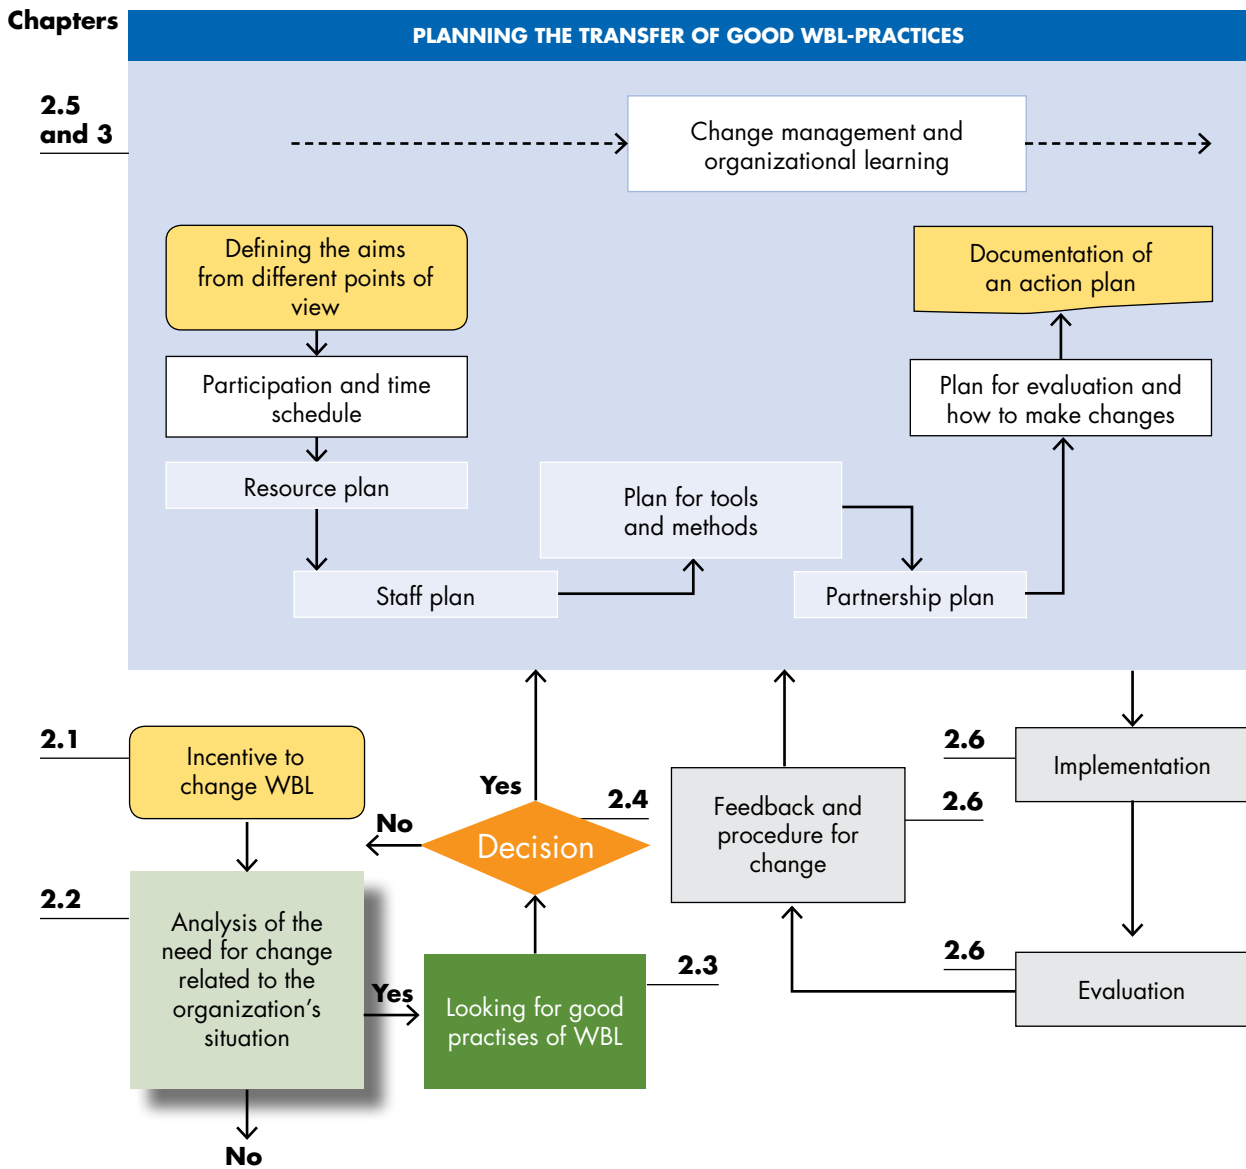 Chapters
PLANNING THE TRANSFER OF GOOD WBL-PRACTICES
2.5
and 3
Change management and
organizational learning
Defining the aims
from different points of
view
Documentation of
an action plan
Participation and time
schedule
Plan for evaluation and
how to make changes
Resource plan
Plan for tools
and methods
Staff plan
Partnership plan
2.1
Incentive to
change WBL
Yes
No
Decision
2.4
Feedback and
procedure for
change
2.6
2.6
Implementation
2.2
Analysis of the
need for change
related to the
organization's
situation
Yes
No
Looking for good
practises of WBL
2.3
2.6
Evaluation